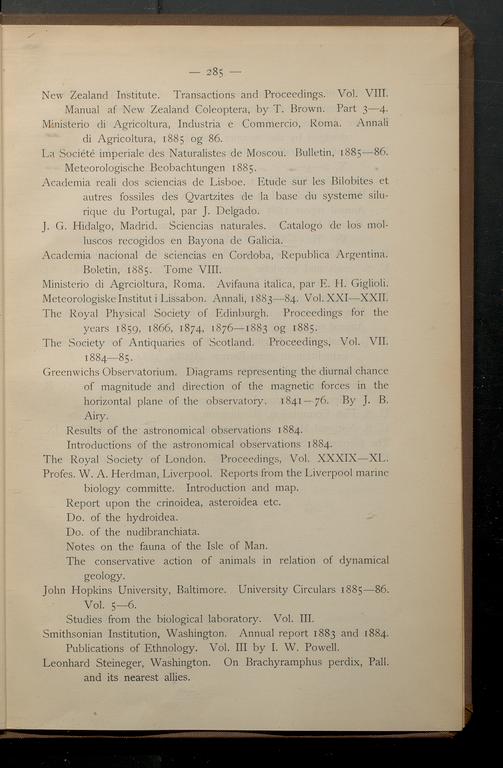 — 285 —
New Zealand Institute. Transactions and Proceedings. Vol. VIII.
Manual af New Zealand Coleoptera, by T. Brown. Part 3—4.
Ministerio di Agricoltura, Industria e Commercio, Roma. Annali
di Agricoltura, 1885 og 86.
La Société imperiale des Naturalistes de Moscou. Bulletin, 1885—86.
Meteorologische Beobachtungen 1885.
Academia reali dos sciencias de Lisboe. Etude sur les Bilobites et
autres fossiles des Qvartzites de la base du systeme silu-
rique du Portugal, par J. Delgado.
J. G. Hidalgo, Madrid. Sciencias naturales. Catalogo de los mol-
luscos recogidos en Bayona de Galicia.
Academia nacional de sciencias en Cordoba, Republica Argentina.
Boletin, 1885. Tome VIII.
Ministerio di Agrcioltura, Roma. Avifauna italica, par E. H. Giglioli.
Meteorologiske Institut i Lissabon. Annali, 1883—84. Vol. XXI—XXII.
The Royal Physical Society of Edinburgh. Proceedings for the
years 1859, 1866, 1874, 1876—1883 og 1885.
The Society of Antiquaries of Scotland. Proceedings, Vol. VII.
1884—85.
Greenwichs Observatorium. Diagrams representing the diurnal chance
of magnitude and direction of the magnetic forces in the
horizontal plane of the observatory. 1841—76. By J. B.
Airy.
Results of the astronomical observations 1884.
Introductions of the astronomical observations 1884.
The Royal Society of London. Proceedings, Vol. XXXIX—XL.
Profes. W. A. Herdman, Liverpool. Reports from the Liverpool marine
biology committe. Introduction and map.
Report upon the crinoidea, asteroidea etc.
Do. of the hydroidea.
Do. of the nudibranchiata.
Notes on the fauna of the Isle of Man.
The conservative action of animals in relation of dynamical
geology.
John Hopkins University, Baltimore. University Circulars 1885—86.
Vol. 5—6.
Studies from the biological laboratory. Vol. III.
Smithsonian Institution, Washington. Annual report 1883 and 1884.
Publications of Ethnology. Vol. III by I. W. Powell.
Leonhard Steineger, Washington. On Brachyramphus perdix, Pall.
and its nearest allies.